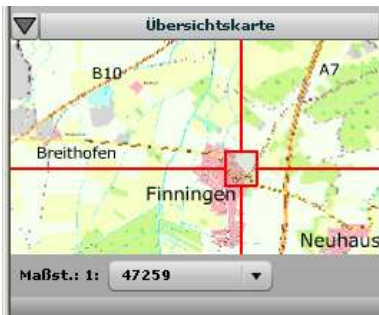 Übersichtskarte
B10
A7
Breithofen
Finningen
Neuhaus
Maßst.: 1: 47259